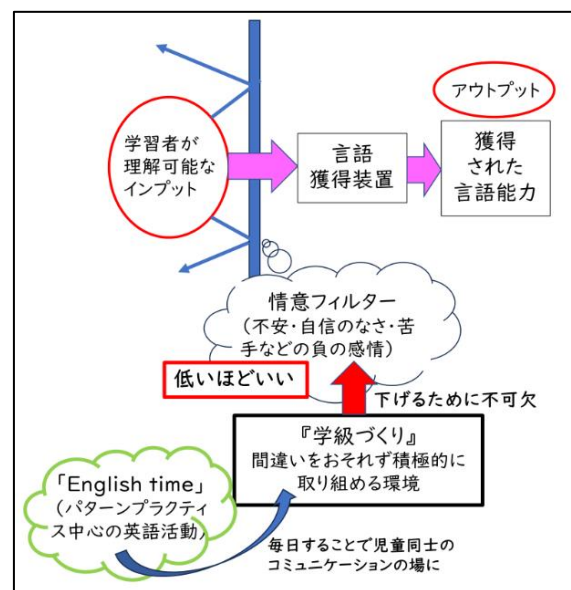 アウトプット
学習者が
理解可能な
インプット
言語
獲得装置
獲得
された
言語能力
情意フィルター
(不安・自信のなさ・苦
手などの負の感情)
低いほどいい
下げるために不可欠
『学級づくり』
間違いをおそれず積極的に
取り組める環境
「English time」
(パターンプラクティ
ス中心の英語活動)
毎日することで児童同士の
コミュニケーションの場に